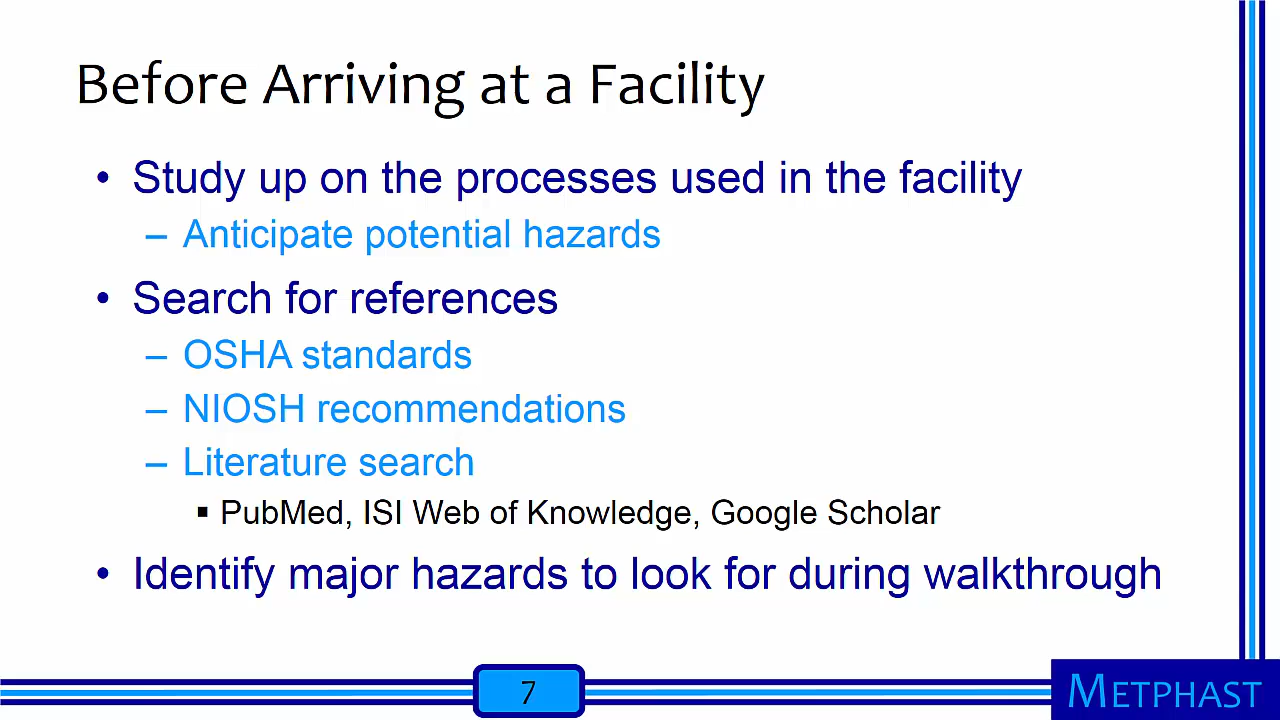 Before Arriving at a Facility
• Study up on the processes used in the facility
– Anticipate potential hazards
• Search for references
– OSHA standards
– NIOSH recommendations
– Literature search
▪ PubMed, ISI Web of Knowledge, Google Scholar
• Identify major hazards to look for during walkthrough
7
METPHAST